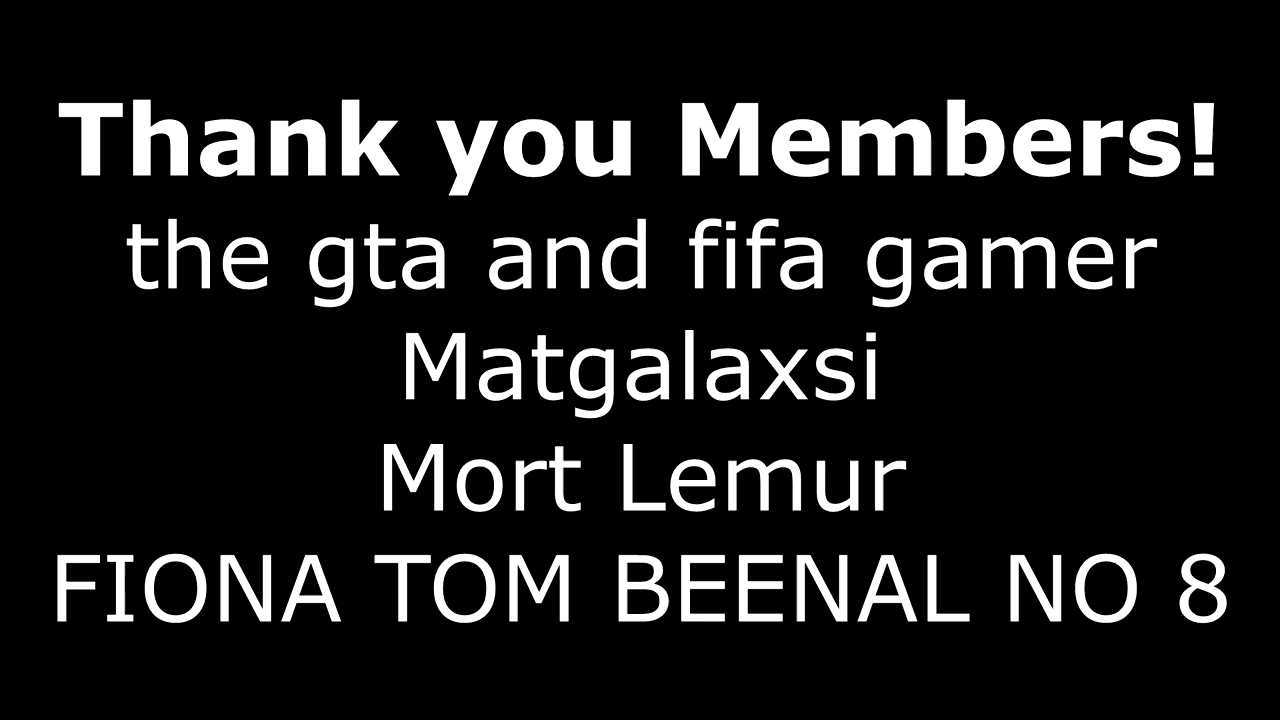 Thank you Members!
the gta and fifa gamer
Matgalaxsi
Mort Lemur
FIONA TOM BEENAL NO 8